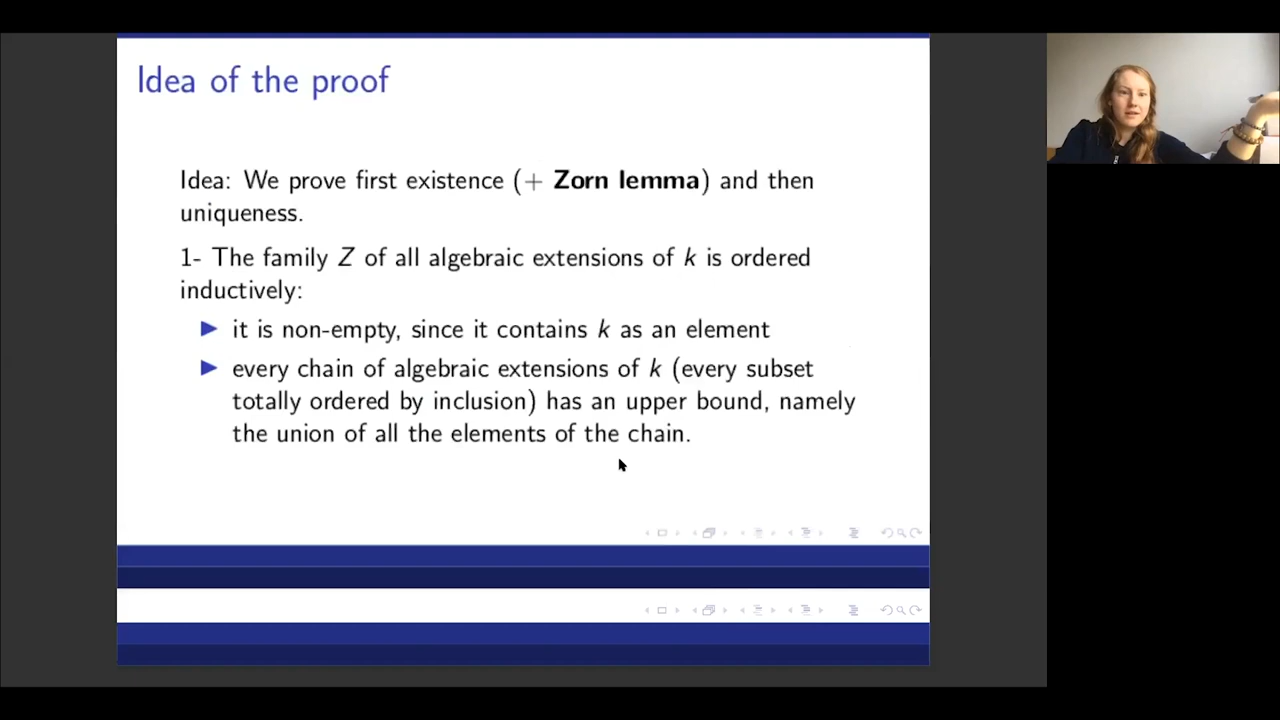 Idea of the proof
Idea: We prove first existence (+ Zorn lemma) and then
uniqueness.
1- The family Z of all algebraic extensions of k is ordered
inductively:
▶ it is non-empty, since it contains k as an element
▶ every chain of algebraic extensions of k (every subset
totally ordered by inclusion) has an upper bound, namely
the union of all the elements of the chain.